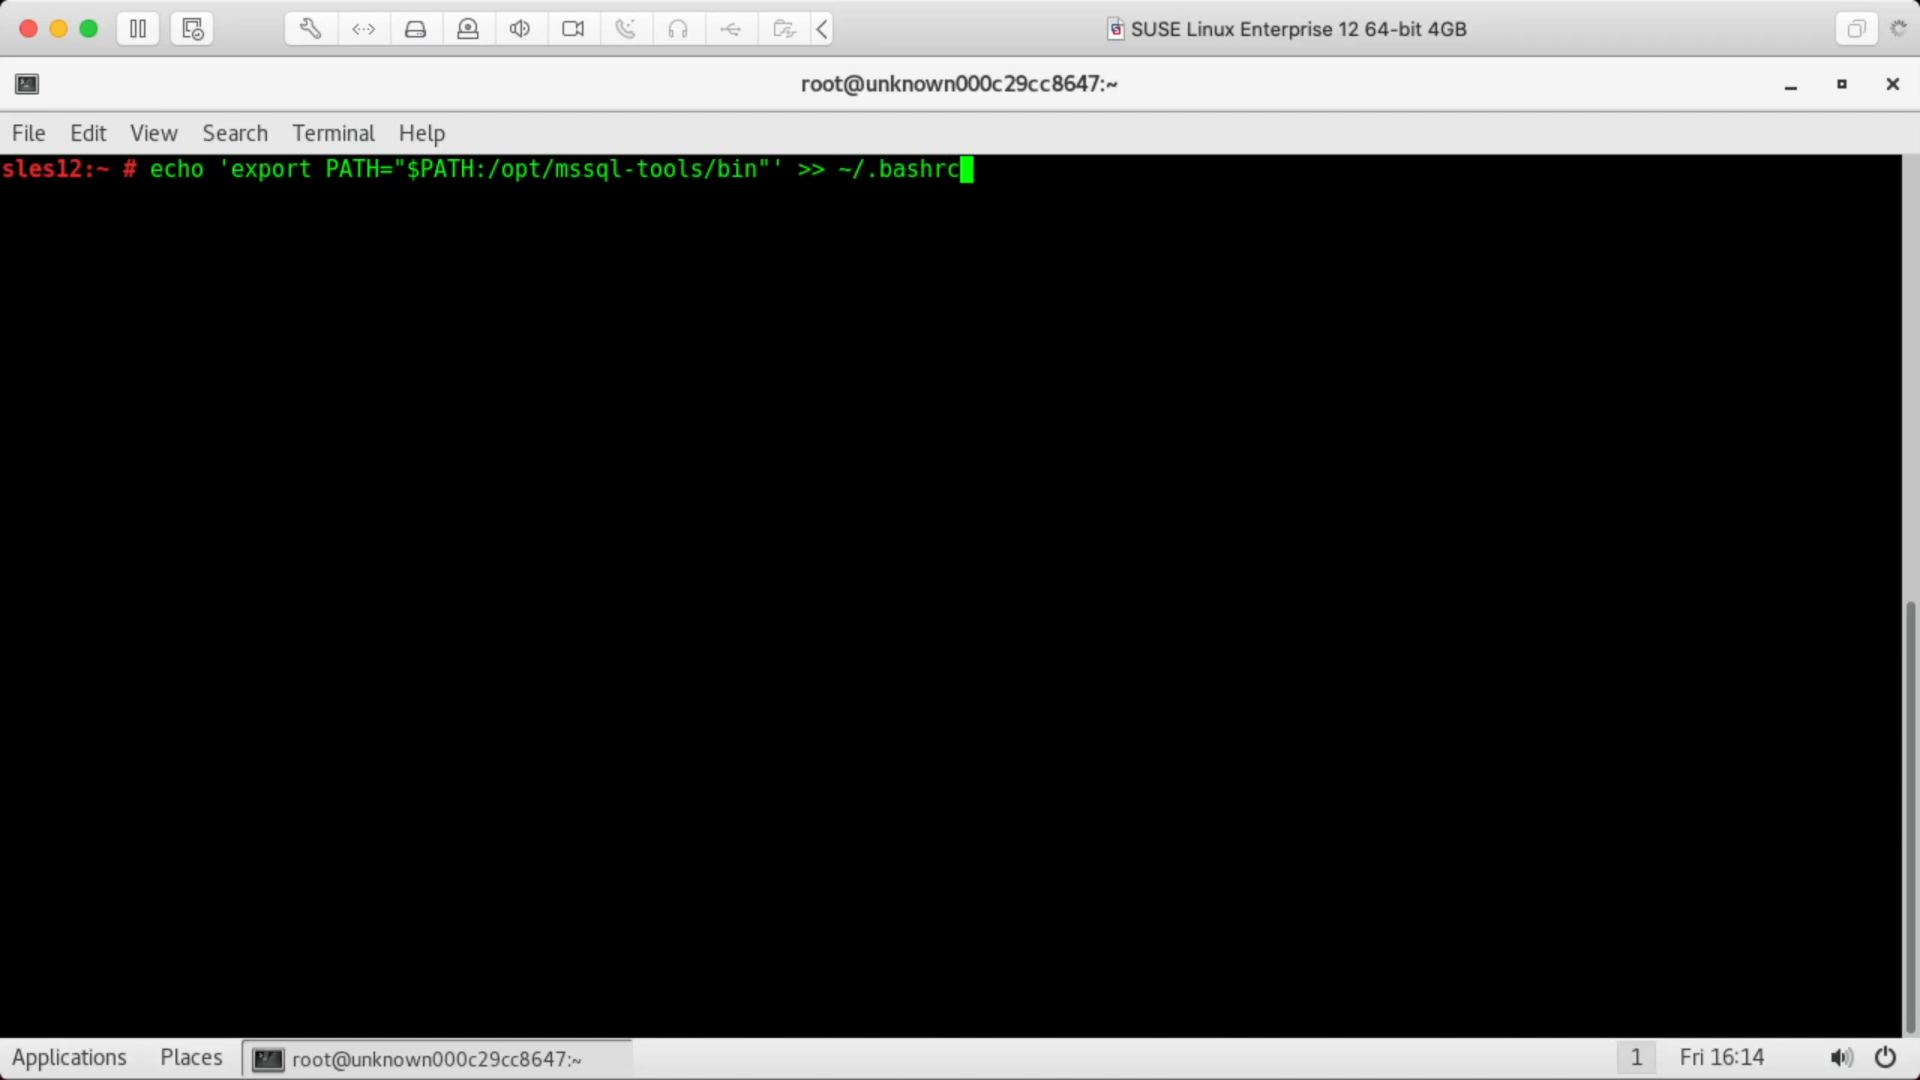 SUSE Linux Enterprise 12 64-bit 4GB
root@unknown000c29cc8647:~
File Edit View Search Terminal Help
sles12:~ # echo 'export PATH="$PATH:/opt/mssql-tools/bin"' >> ~/.bashrc
Applications Places root@unknown000c29cc8647:~ 1 Fri 16:14